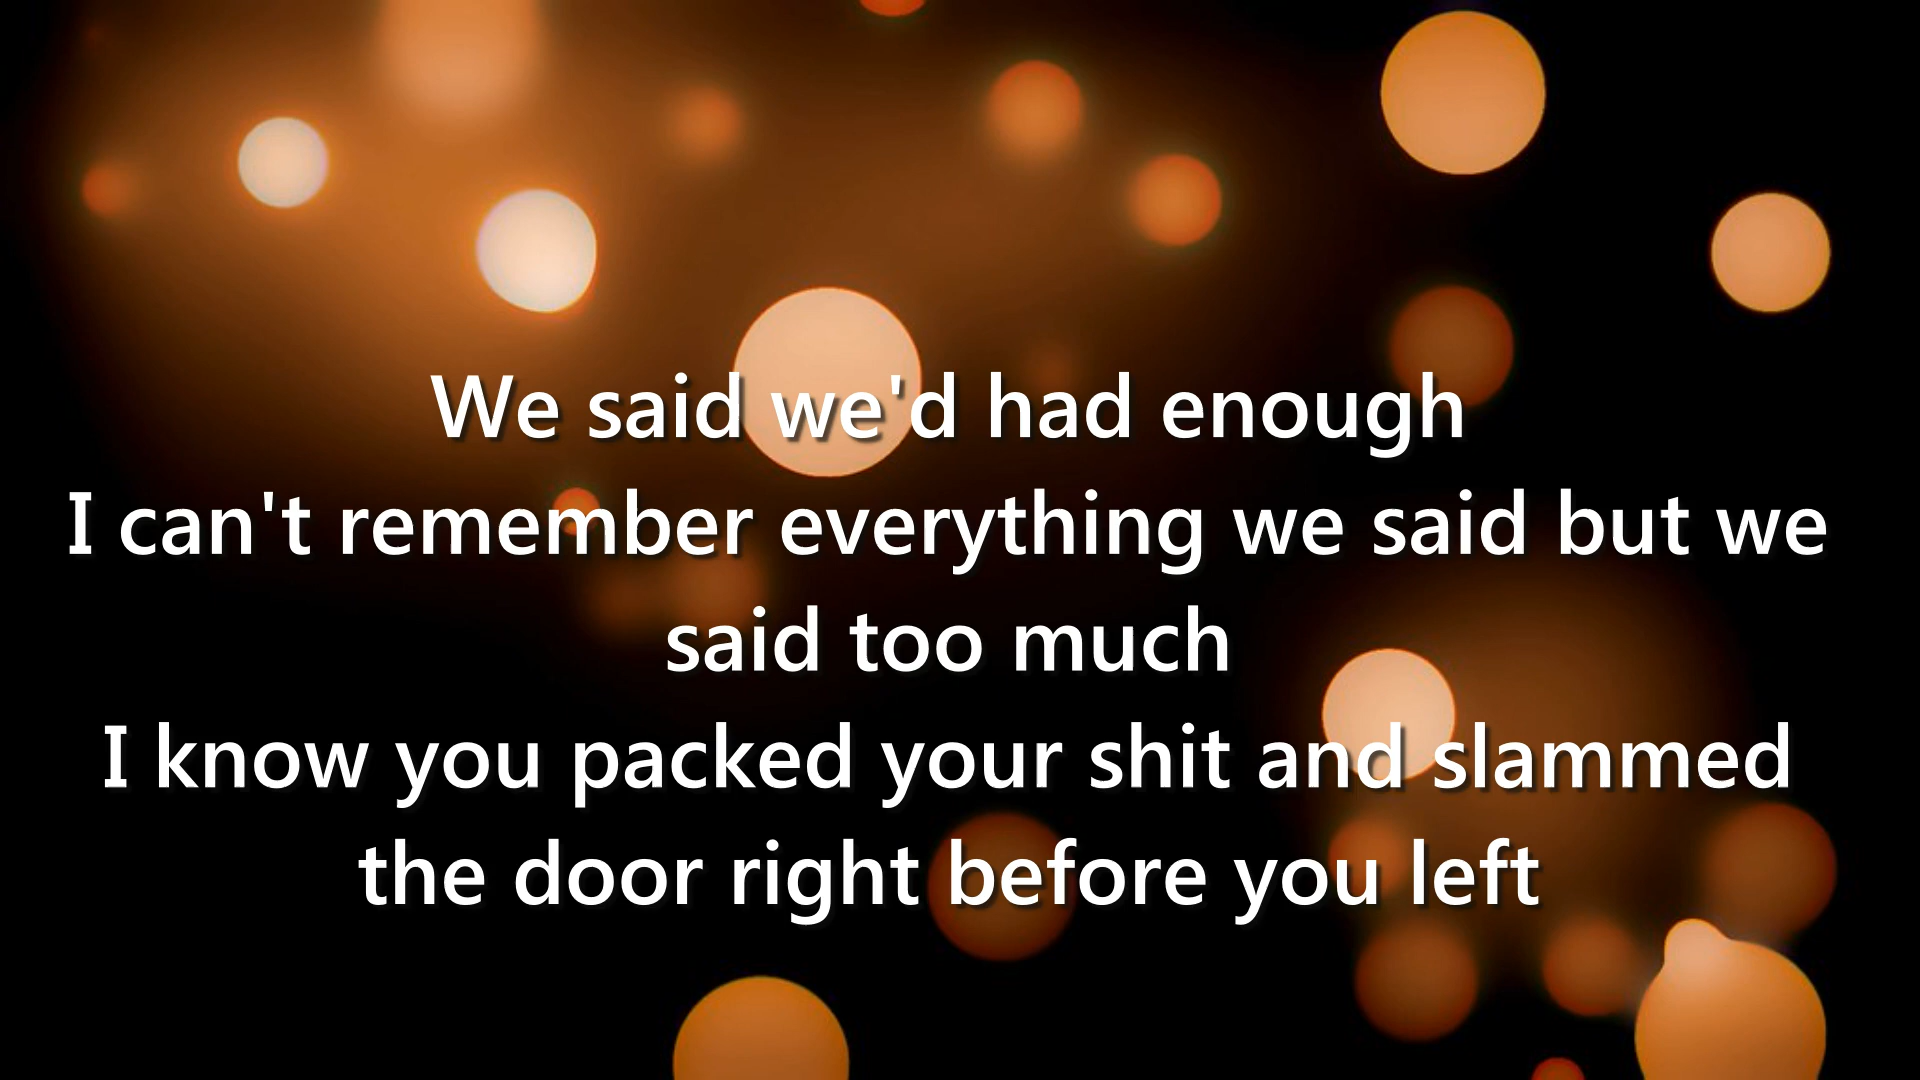 We said we'd had enough
I can't remember everything we said but we
said too much
I know you packed your shit and slammed
the door right before you left